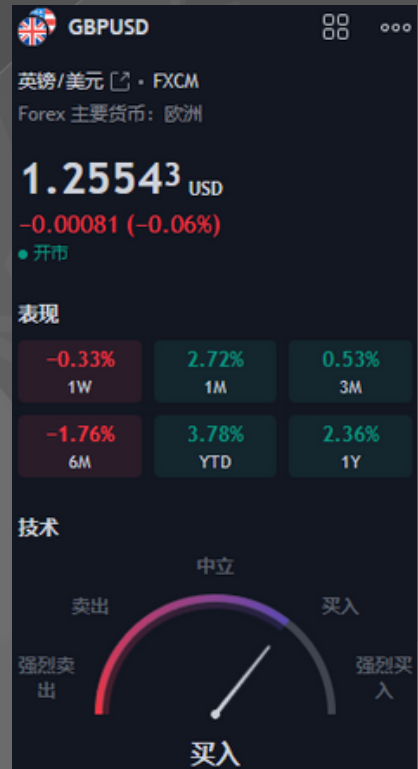 GBPUSD
英镑/美元 · FXCM
Forex 主要货币：欧洲
1.25543 USD
−0.00081 (−0.06%)
开市
表现
−0.33% 2.72% 0.53%
1W 1M 3M
−1.76% 3.78% 2.36%
6M YTD 1Y
技术
中立
卖出 买入
强烈卖出 强烈买入
买入